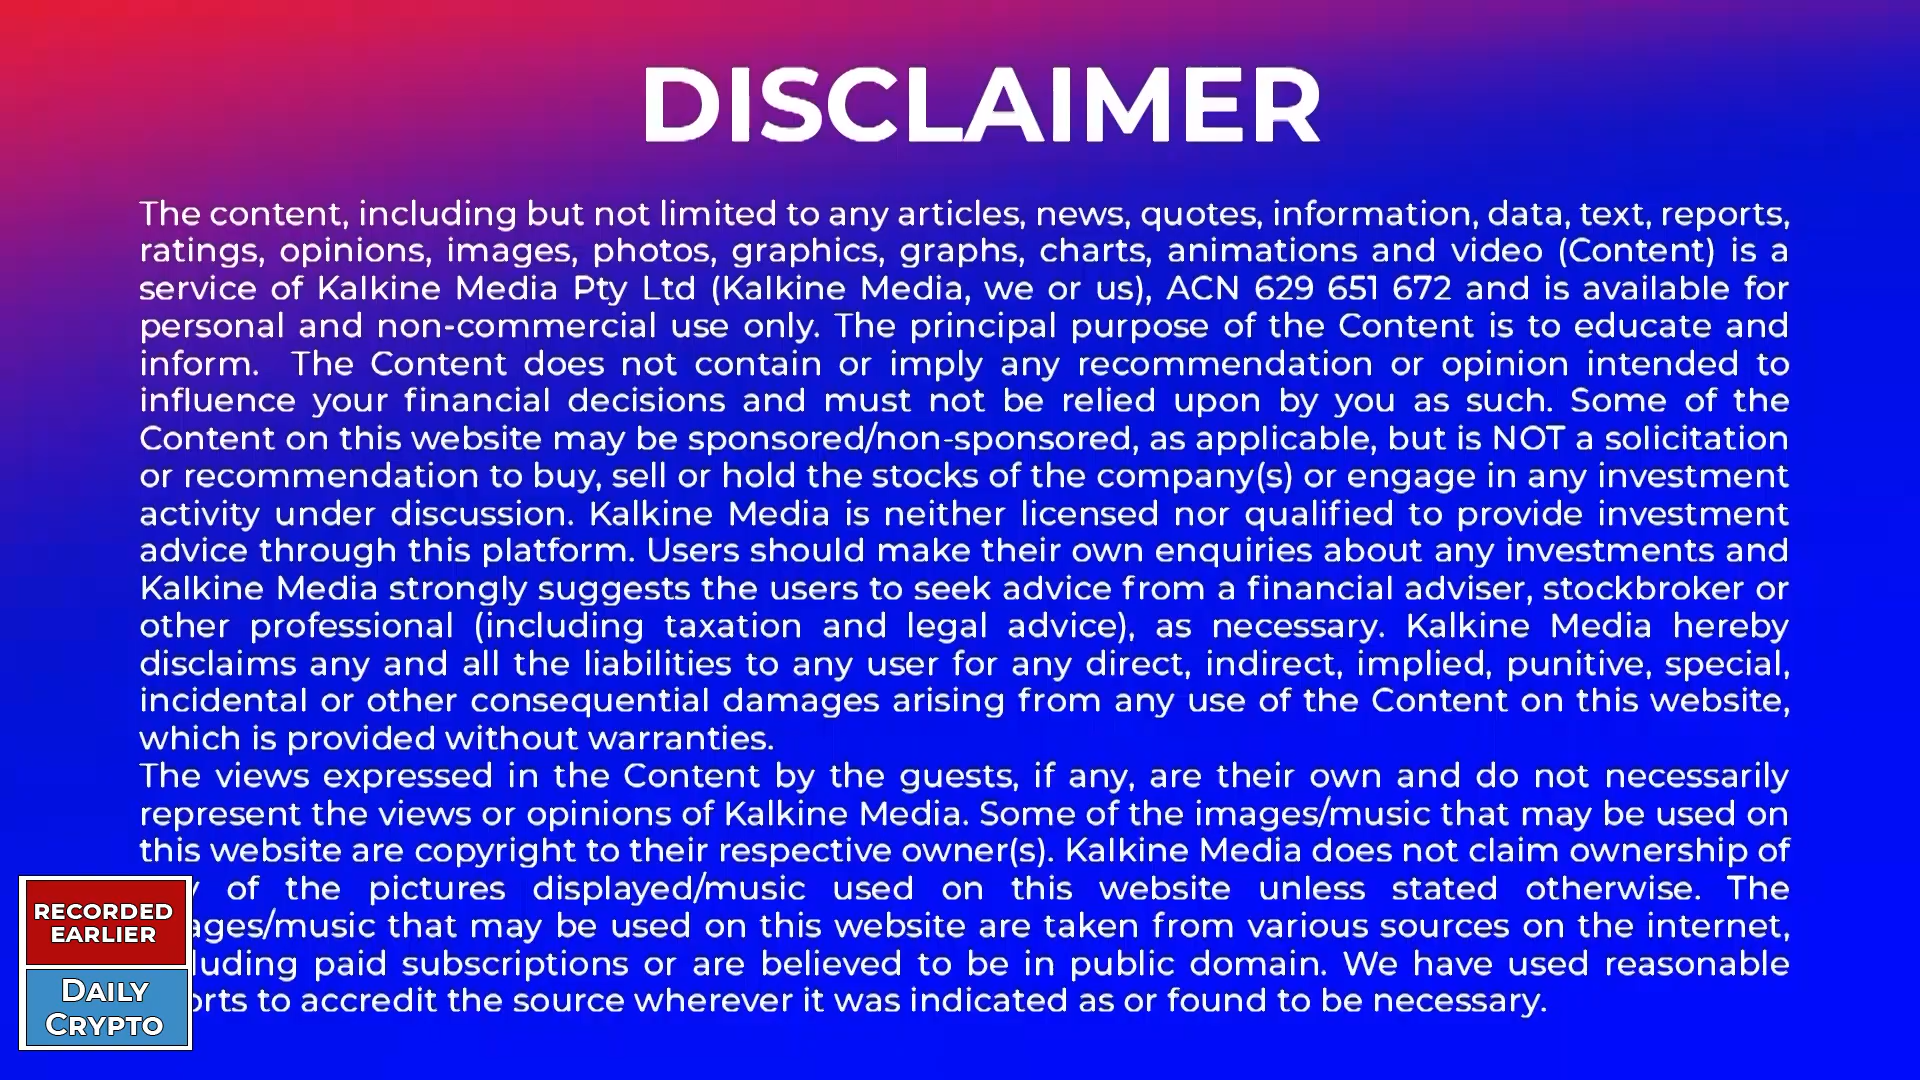 DISCLAIMER
The content, including but not limited to any articles, news, quotes, information, data, text, reports,
ratings, opinions, images, photos, graphics, graphs, charts, animations and video (Content) is a
service of Kalkine Media Pty Ltd (Kalkine Media, we or us), ACN 629 651 672 and is available for
personal and non-commercial use only. The principal purpose of the Content is to educate and
inform. The Content does not contain or imply any recommendation or opinion intended to
influence your financial decisions and must not be relied upon by you as such. Some of the
Content on this website may be sponsored/non-sponsored, as applicable, but is NOT a solicitation
or recommendation to buy, sell or hold the stocks of the company(s) or engage in any investment
activity under discussion. Kalkine Media is neither licensed nor qualified to provide investment
advice through this platform. Users should make their own enquiries about any investments and
Kalkine Media strongly suggests the users to seek advice from a financial adviser, stockbroker or
other professional (including taxation and legal advice), as necessary. Kalkine Media hereby
disclaims any and all the liabilities to any user for any direct, indirect, implied, punitive, special,
incidental or other consequential damages arising from any use of the Content on this website,
which is provided without warranties.
The views expressed in the Content by the guests, if any, are their own and do not necessarily
represent the views or opinions of Kalkine Media. Some of the images/music that may be used on
this website are copyright to their respective owner(s). Kalkine Media does not claim ownership of
of the pictures displayed/music used on this website unless stated otherwise. The
ages/music that may be used on this website are taken from various sources on the internet,
luding paid subscriptions or are believed to be in public domain. We have used reasonable
orts to accredit the source wherever it was indicated as or found to be necessary.
RECORDED
EARLIER
DAILY
CRYPTO